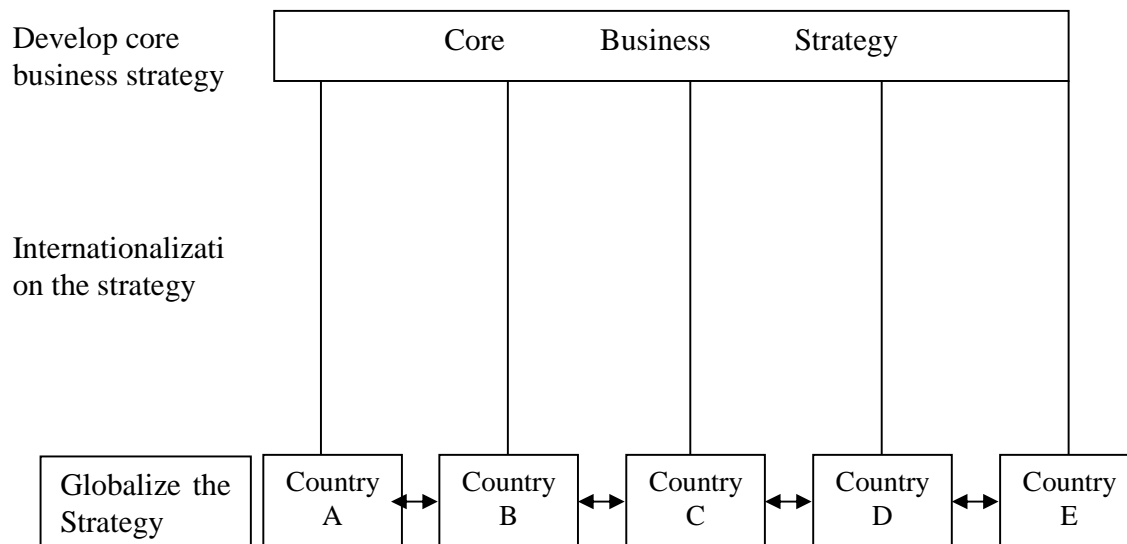 Develop core
business strategy
Core Business Strategy
Internationalizati
on the strategy
Globalize the
Strategy
Country
A
Country
B
Country
C
Country
D
Country
E